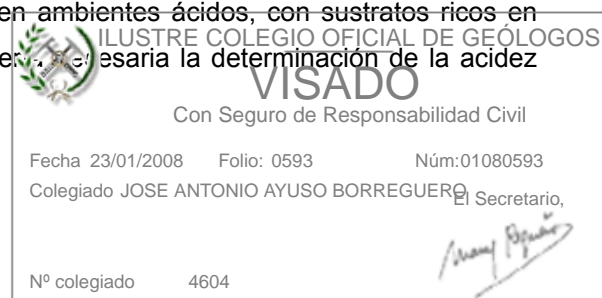 en ambientes ácidos, con sustratos ricos en
ILUSTRE COLEGIO OFICIAL DE GEÓLOGOS
esaria la determinación de la acidez
VISADO
Con Seguro de Responsabilidad Civil
Fecha 23/01/2008 Folio: 0593 Núm:01080593
Colegiado JOSE ANTONIO AYUSO BORREGUERO
El Secretario,
Nº colegiado 4604